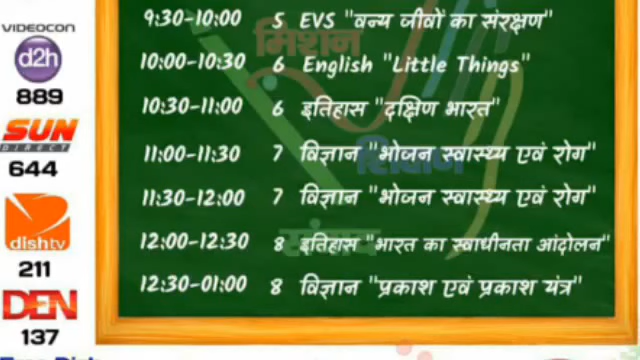 VIDEOCON
d2h
889
SUN
DIRECT
644
dishtv
211
DEN
137
9:30-10:00 5 EVS "वन्य जीवों का संरक्षण"
10:00-10:30 6 English "Little Things"
10:30-11:00 6 इतिहास "दक्षिण भारत"
11:00-11:30 7 विज्ञान "भोजन स्वास्थ्य एवं रोग"
11:30-12:00 7 विज्ञान "भोजन स्वास्थ्य एवं रोग"
12:00-12:30 8 इतिहास "भारत का स्वाधीनता आंदोलन"
12:30-01:00 8 विज्ञान "प्रकाश एवं प्रकाश यंत्र"
मिशन
शिक्षण
संवाद